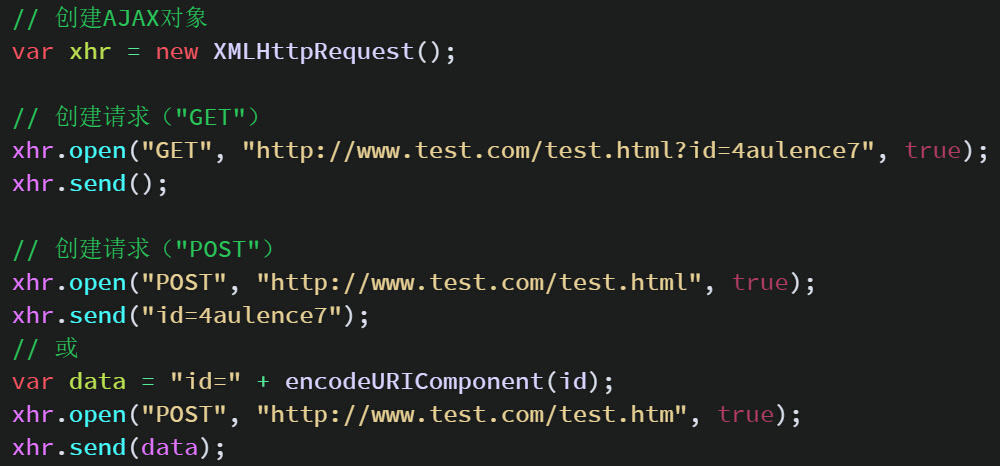 // 创建AJAX对象
var xhr = new XMLHttpRequest();
// 创建请求（"GET"）
xhr.open("GET", "http://www.test.com/test.html?id=4aulence7", true);
xhr.send();
// 创建请求（"POST"）
xhr.open("POST", "http://www.test.com/test.html", true);
xhr.send("id=4aulence7");
// 或
var data = "id=" + encodeURIComponent(id);
xhr.open("POST", "http://www.test.com/test.htm", true);
xhr.send(data);